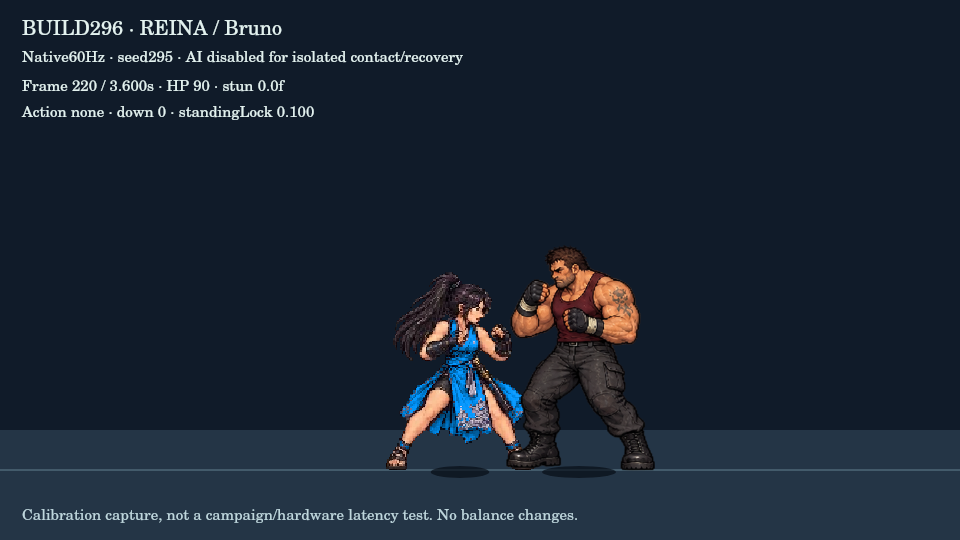 BUILD296 · REINA / Bruno
Native60Hz · seed295 · AI disabled for isolated contact/recovery
Frame 220 / 3.600s · HP 90 · stun 0.0f
Action none · down 0 · standingLock 0.100
Calibration capture, not a campaign/hardware latency test. No balance changes.